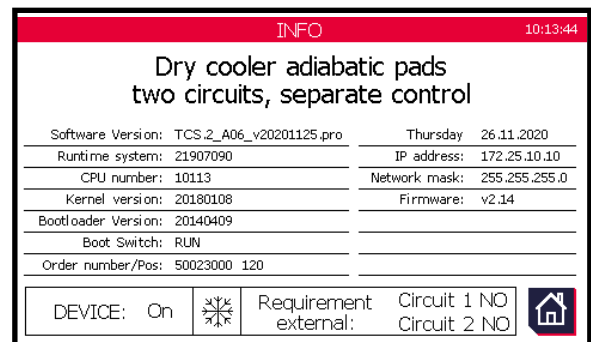 INFO 10:13:44
Dry cooler adiabatic pads
two circuits, separate control
Software Version: TCS.2_A06_v20201125.pro
Runtime system: 21907090
CPU number: 10113
Kernel version: 20180108
Bootloader Version: 20140409
Boot Switch: RUN
Order number/Pos: 50023000 120
Thursday 26.11.2020
IP address: 172.25.10.10
Network mask: 255.255.255.0
Firmware: v2.14
DEVICE: On
Requirement
external:
Circuit 1 NO
Circuit 2 NO